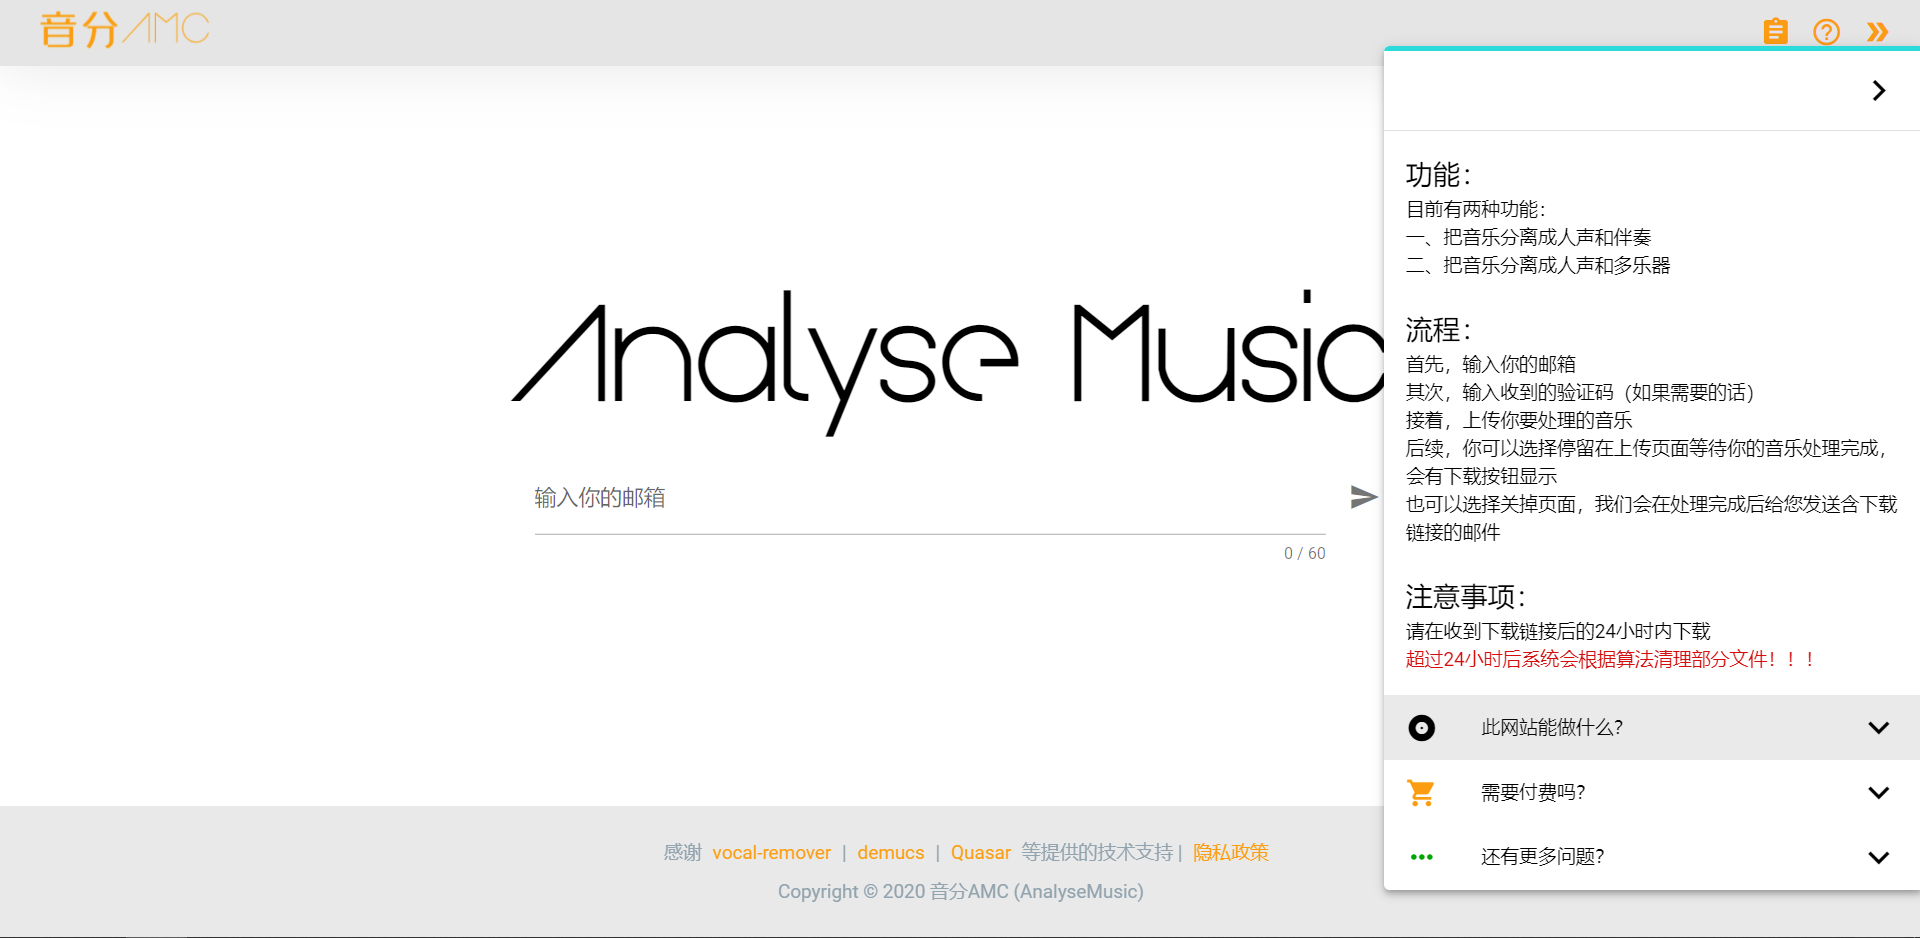 音分AMC
Analyse Music
输入你的邮箱
0 / 60
功能：
目前有两种功能：
一、把音乐分离成人声和伴奏
二、把音乐分离成人声和多乐器
流程：
首先，输入你的邮箱
其次，输入收到的验证码（如果需要的话）
接着，上传你要处理的音乐
后续，你可以选择停留在上传页面等待你的音乐处理完成，
会有下载按钮显示
也可以选择关掉页面，我们会在处理完成后给您发送含下载
链接的邮件
注意事项：
请在收到下载链接后的24小时内下载
超过24小时后系统会根据算法清理部分文件！！！
此网站能做什么？
需要付费吗？
还有更多问题？
感谢 vocal-remover | demucs | Quasar 等提供的技术支持 | 隐私政策
Copyright © 2020 音分AMC (AnalyseMusic)